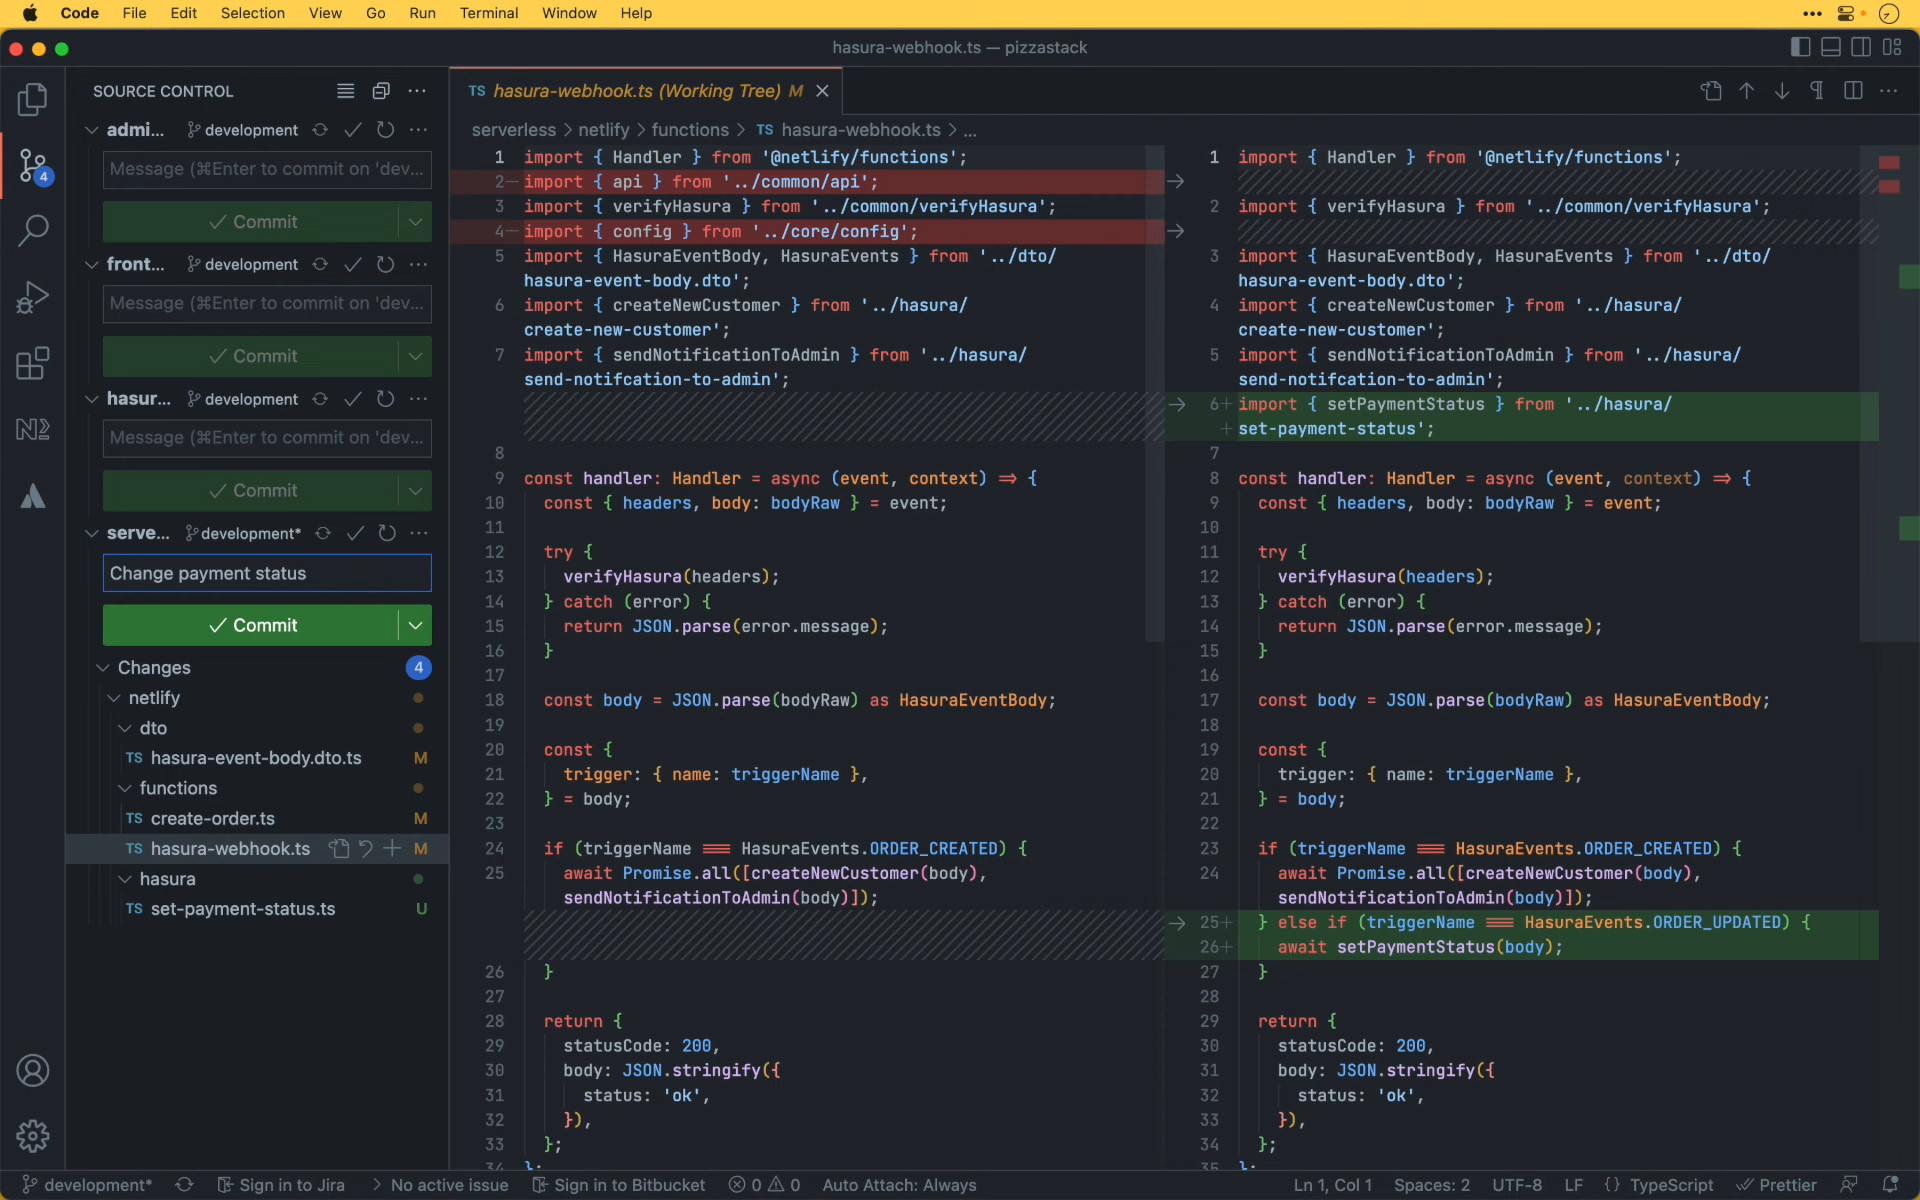 Code File Edit Selection View Go Run Terminal Window Help
hasura-webhook.ts — pizzastack
SOURCE CONTROL
admi... development
Message (⌘Enter to commit on 'dev...
Commit
front... development
Message (⌘Enter to commit on 'dev...
Commit
hasur... development
Message (⌘Enter to commit on 'dev...
Commit
serve... development*
Change payment status
Commit
Changes 4
netlify
dto
TS hasura-event-body.dto.ts M
functions
TS create-order.ts M
TS hasura-webhook.ts M
hasura
TS set-payment-status.ts U
4
TS hasura-webhook.ts (Working Tree) M
serverless > netlify > functions > TS hasura-webhook.ts > ...
1 import { Handler } from '@netlify/functions';
2— import { api } from '../common/api';
3 import { verifyHasura } from '../common/verifyHasura';
4— import { config } from '../core/config';
5 import { HasuraEventBody, HasuraEvents } from '../dto/
hasura-event-body.dto';
6 import { createNewCustomer } from '../hasura/
create-new-customer';
7 import { sendNotificationToAdmin } from '../hasura/
send-notifcation-to-admin';
8
9 const handler: Handler = async (event, context) => {
10 const { headers, body: bodyRaw } = event;
11
12 try {
13 verifyHasura(headers);
14 } catch (error) {
15 return JSON.parse(error.message);
16 }
17
18 const body = JSON.parse(bodyRaw) as HasuraEventBody;
19
20 const {
21 trigger: { name: triggerName },
22 } = body;
23
24 if (triggerName === HasuraEvents.ORDER_CREATED) {
25 await Promise.all([createNewCustomer(body),
sendNotificationToAdmin(body)]);
26 }
27
28 return {
29 statusCode: 200,
30 body: JSON.stringify({
31 status: 'ok',
32 }),
33 };
34 };
1 import { Handler } from '@netlify/functions';
2 import { verifyHasura } from '../common/verifyHasura';
3 import { HasuraEventBody, HasuraEvents } from '../dto/
hasura-event-body.dto';
4 import { createNewCustomer } from '../hasura/
create-new-customer';
5 import { sendNotificationToAdmin } from '../hasura/
send-notifcation-to-admin';
6+ import { setPaymentStatus } from '../hasura/
+ set-payment-status';
7
8 const handler: Handler = async (event, context) => {
9 const { headers, body: bodyRaw } = event;
10
11 try {
12 verifyHasura(headers);
13 } catch (error) {
14 return JSON.parse(error.message);
15 }
16
17 const body = JSON.parse(bodyRaw) as HasuraEventBody;
18
19 const {
20 trigger: { name: triggerName },
21 } = body;
22
23 if (triggerName === HasuraEvents.ORDER_CREATED) {
24 await Promise.all([createNewCustomer(body),
sendNotificationToAdmin(body)]);
25+ } else if (triggerName === HasuraEvents.ORDER_UPDATED) {
26+ await setPaymentStatus(body);
27 }
28
29 return {
30 statusCode: 200,
31 body: JSON.stringify({
32 status: 'ok',
33 }),
34 };
35 };
development* Sign in to Jira > No active issue Sign in to Bitbucket 0 0 Auto Attach: Always Ln 1, Col 1 Spaces: 2 UTF-8 LF {} TypeScript Prettier